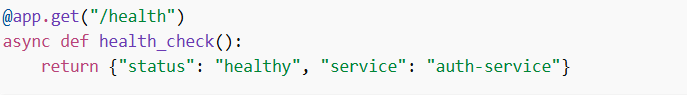 @app.get("/health")
async def health_check():
    return {"status": "healthy", "service": "auth-service"}